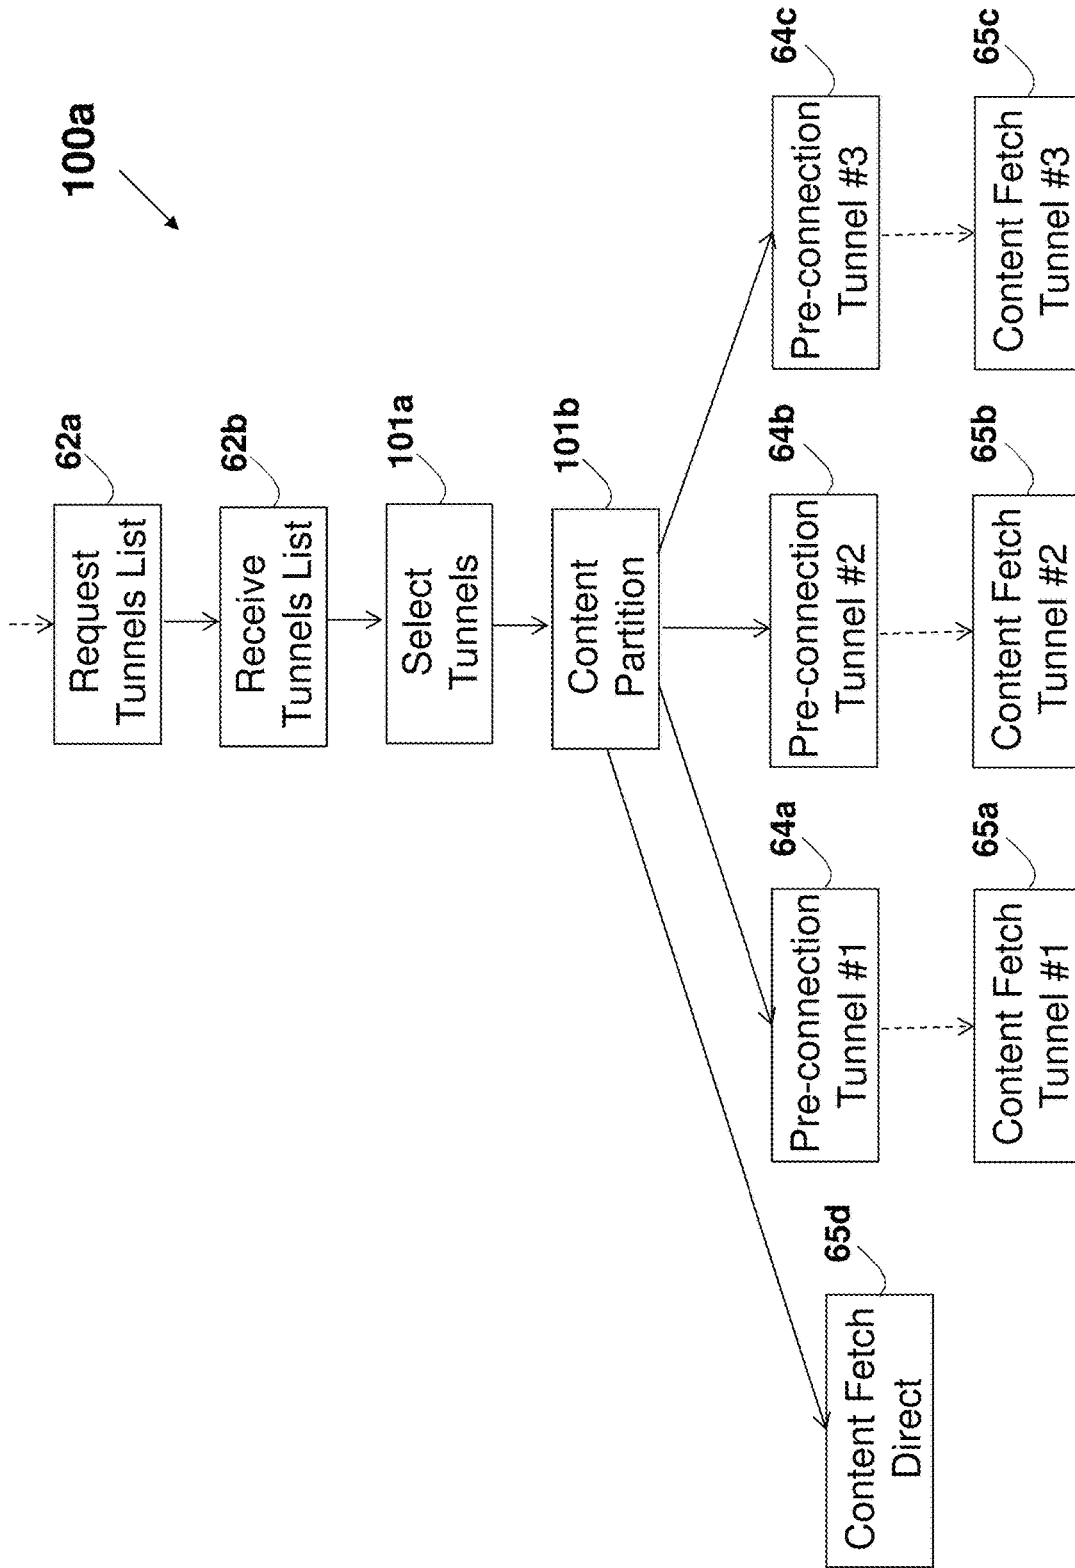 100a
62a
Request
Tunnels List
62b
Receive
Tunnels List
101a
Select
Tunnels
101b
Content
Partition
65d
Content Fetch
Direct
64a
Pre-connection
Tunnel #1
64b
Pre-connection
Tunnel #2
64c
Pre-connection
Tunnel #3
65a
Content Fetch
Tunnel #1
65b
Content Fetch
Tunnel #2
65c
Content Fetch
Tunnel #3